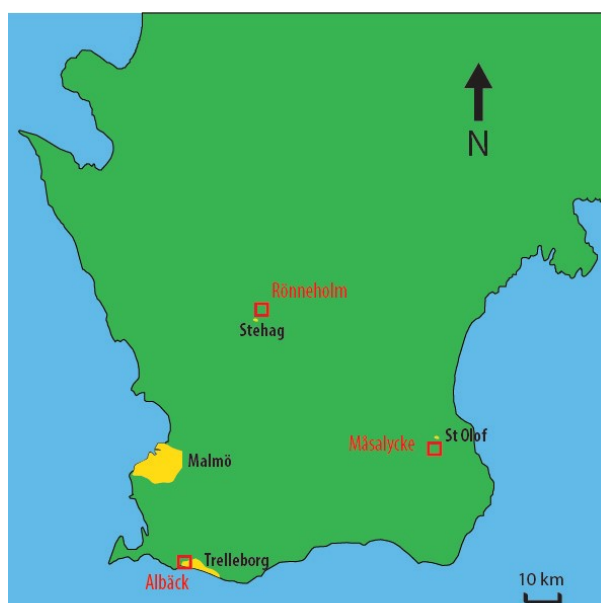 N
Rönneholm
Stehag
St Olof
Måsalycke
Malmö
Trelleborg
Albäck
10 km